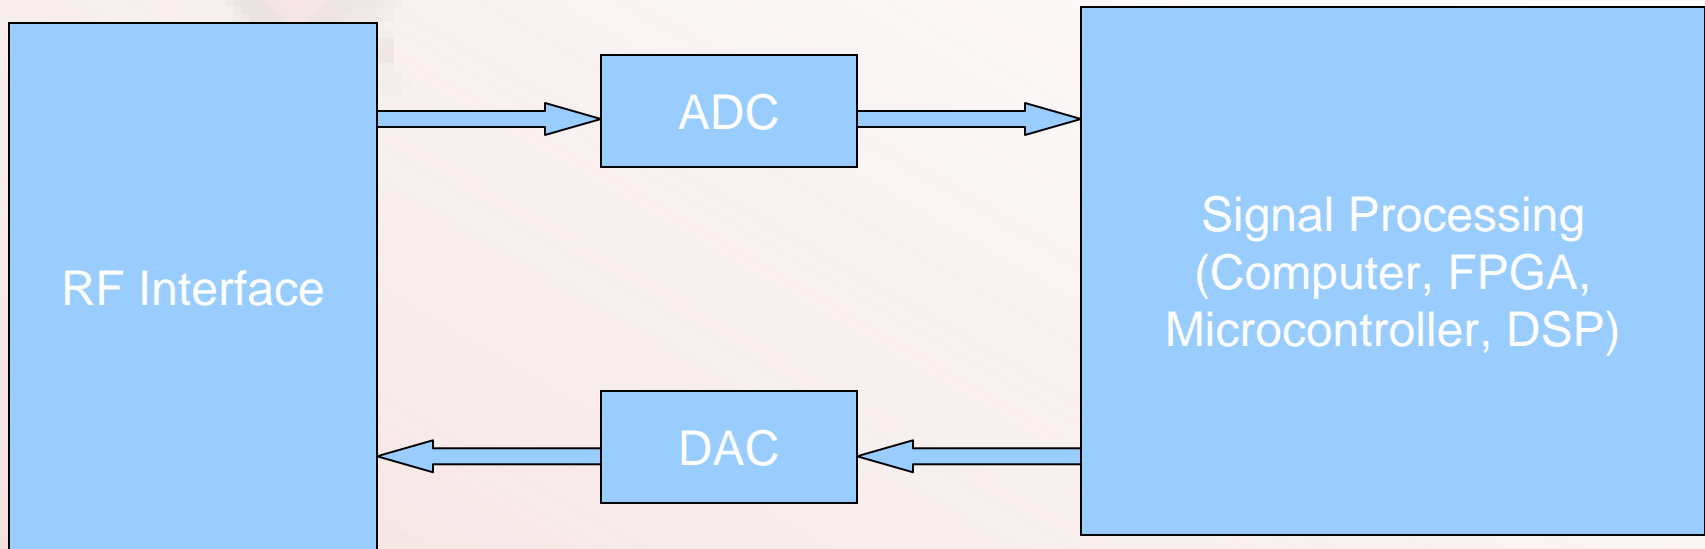 RF Interface
ADC
DAC
Signal Processing
(Computer, FPGA,
Microcontroller, DSP)